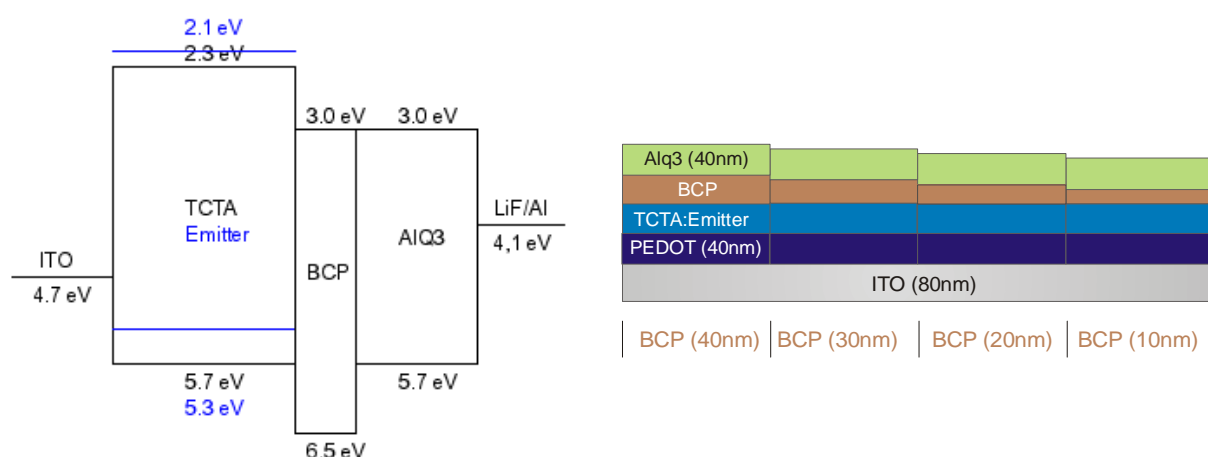 2.1 eV
2.3 eV
3.0 eV
3.0 eV
TCTA
Emitter
BCP
AlQ3
LiF/Al
4,1 eV
ITO
4.7 eV
5.7 eV
5.3 eV
5.7 eV
6.5 eV
Alq3 (40nm)
BCP
TCTA:Emitter
PEDOT (40nm)
ITO (80nm)
BCP (40nm) BCP (30nm) BCP (20nm) BCP (10nm)